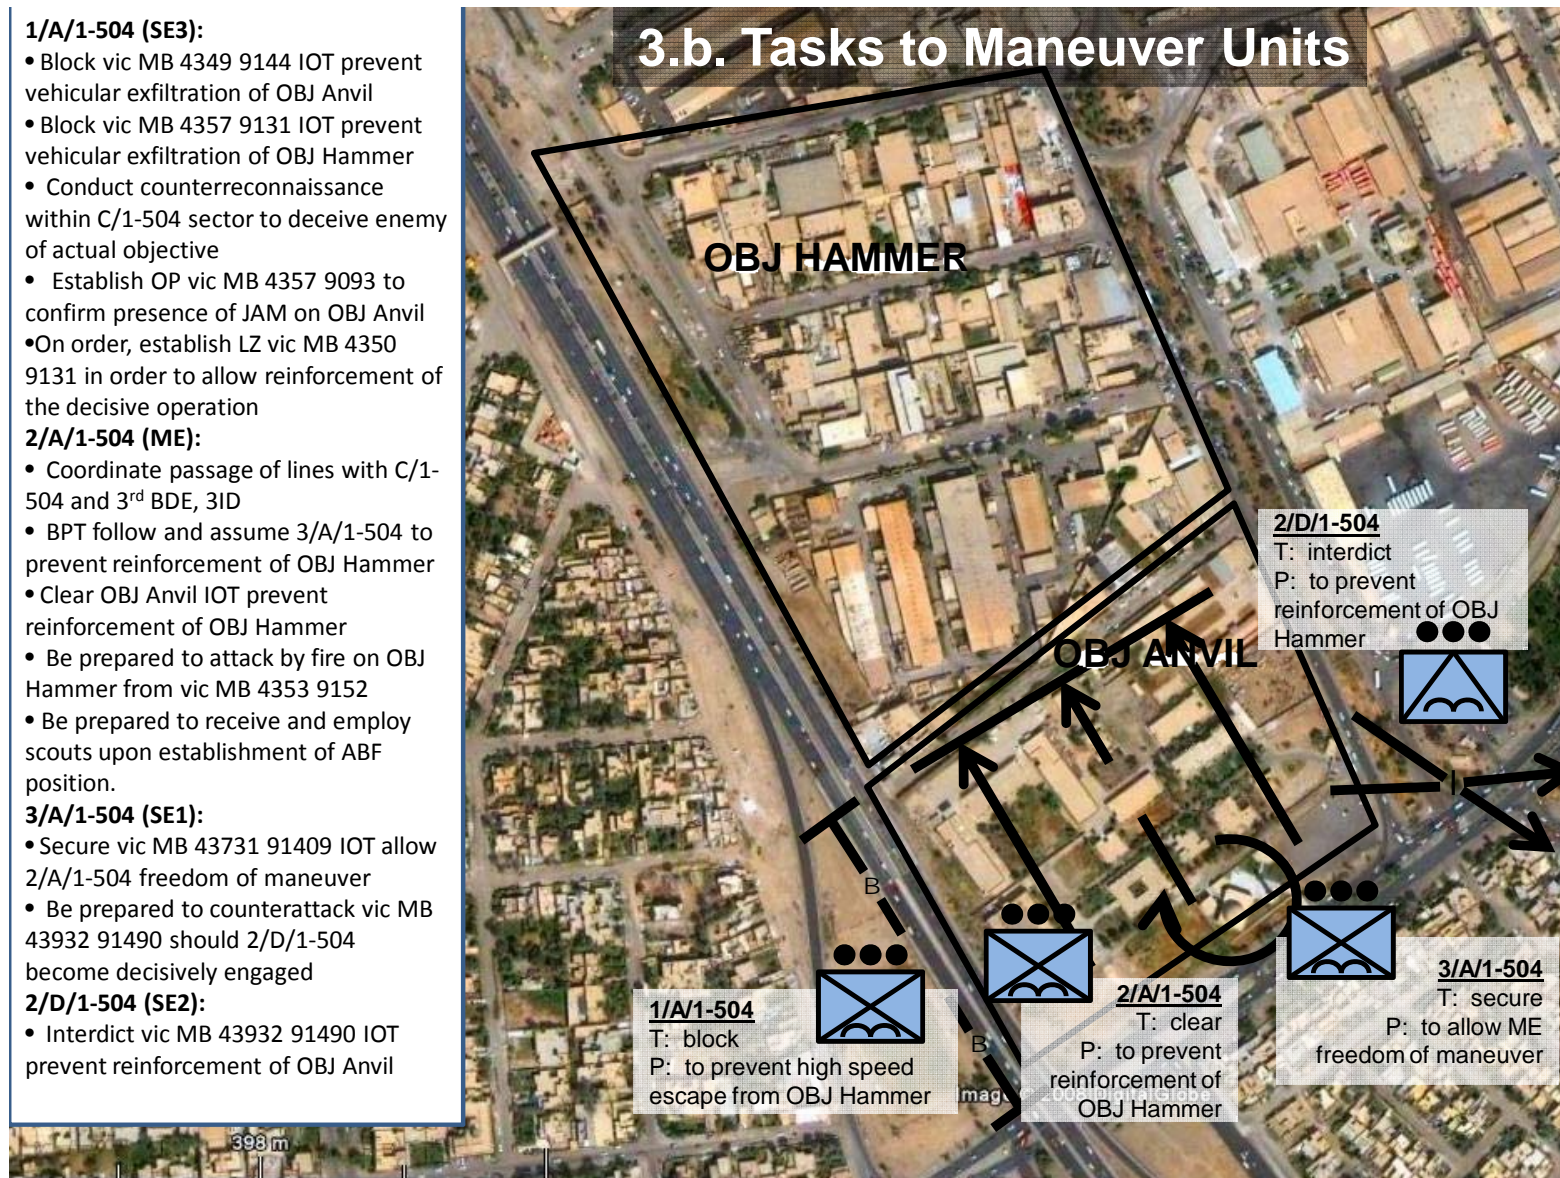 3.b. Tasks to Maneuver Units
1/A/1-504 (SE3):
• Block vic MB 4349 9144 IOT prevent
vehicular exfiltration of OBJ Anvil
• Block vic MB 4357 9131 IOT prevent
vehicular exfiltration of OBJ Hammer
• Conduct counterreconnaissance
within C/1-504 sector to deceive enemy
of actual objective
• Establish OP vic MB 4357 9093 to
confirm presence of JAM on OBJ Anvil
•On order, establish LZ vic MB 4350
9131 in order to allow reinforcement of
the decisive operation
2/A/1-504 (ME):
• Coordinate passage of lines with C/1-
504 and 3rd BDE, 3ID
• BPT follow and assume 3/A/1-504 to
prevent reinforcement of OBJ Hammer
• Clear OBJ Anvil IOT prevent
reinforcement of OBJ Hammer
• Be prepared to attack by fire on OBJ
Hammer from vic MB 4353 9152
• Be prepared to receive and employ
scouts upon establishment of ABF
position.
3/A/1-504 (SE1):
• Secure vic MB 43731 91409 IOT allow
2/A/1-504 freedom of maneuver
• Be prepared to counterattack vic MB
43932 91490 should 2/D/1-504
become decisively engaged
2/D/1-504 (SE2):
• Interdict vic MB 43932 91490 IOT
prevent reinforcement of OBJ Anvil
OBJ HAMMER
2/D/1-504
T: interdict
P: to prevent
reinforcement of OBJ
Hammer
OBJ ANVIL
I
B
B
1/A/1-504
T: block
P: to prevent high speed
escape from OBJ Hammer
2/A/1-504
T: clear
P: to prevent
reinforcement of
OBJ Hammer
3/A/1-504
T: secure
P: to allow ME
freedom of maneuver
Image © 2008 DigitalGlobe
398 m